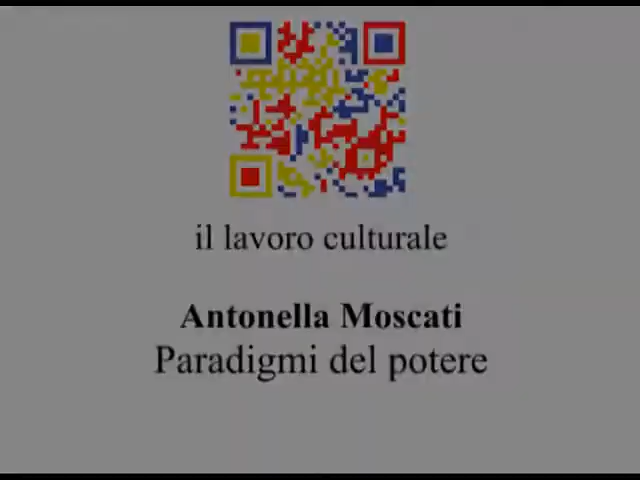 il lavoro culturale
Antonella Moscati
Paradigmi del potere